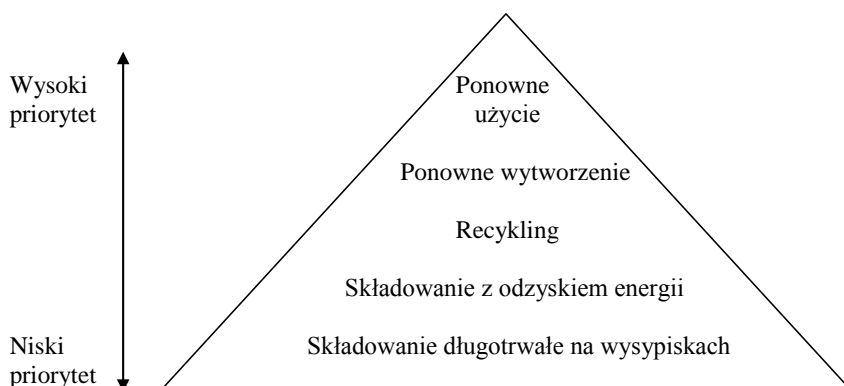 Wysoki
priorytet
Ponowne
użycie
Ponowne wytworzenie
Recykling
Składowanie z odzyskiem energii
Niski
priorytet
Składowanie długotrwałe na wysypiskach